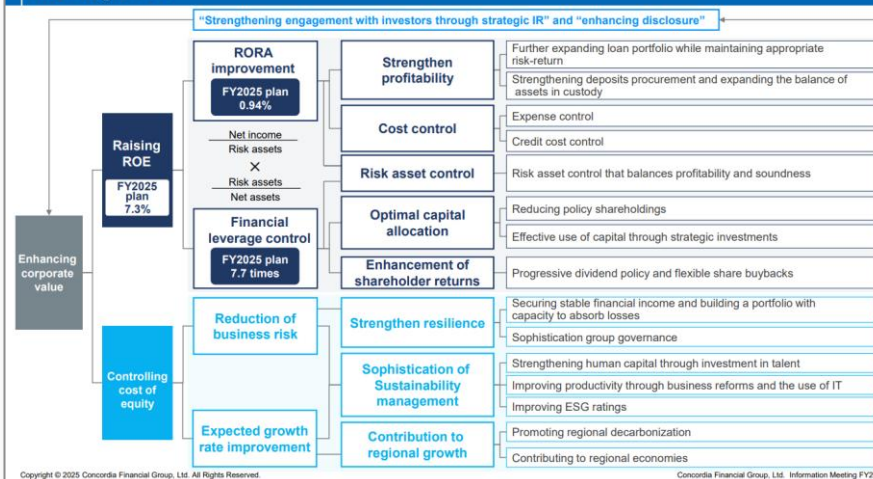 "Strengthening engagement with investors through strategic IR" and "enhancing disclosure"
Enhancing
corporate
value
Raising
ROE
FY2025
plan
7.3%
RORA
improvement
FY2025 plan
0.94%
Net income
Risk assets
×
Risk assets
Net assets
Financial
leverage control
FY2025 plan
7.7 times
Strengthen
profitability
Further expanding loan portfolio while maintaining appropriate
risk-return
Strengthening deposits procurement and expanding the balance of
assets in custody
Cost control
Expense control
Credit cost control
Risk asset control
Risk asset control that balances profitability and soundness
Optimal capital
allocation
Reducing policy shareholdings
Effective use of capital through strategic investments
Enhancement of
shareholder returns
Progressive dividend policy and flexible share buybacks
Controlling
cost of
equity
Reduction of
business risk
Strengthen resilience
Securing stable financial income and building a portfolio with
capacity to absorb losses
Sophistication group governance
Sophistication of
Sustainability
management
Strengthening human capital through investment in talent
Improving productivity through business reforms and the use of IT
Improving ESG ratings
Expected growth
rate improvement
Contribution to
regional growth
Promoting regional decarbonization
Contributing to regional economies
Copyright © 2025 Concordia Financial Group, Ltd. All Rights Reserved.
Concordia Financial Group, Ltd. Information Meeting FY2